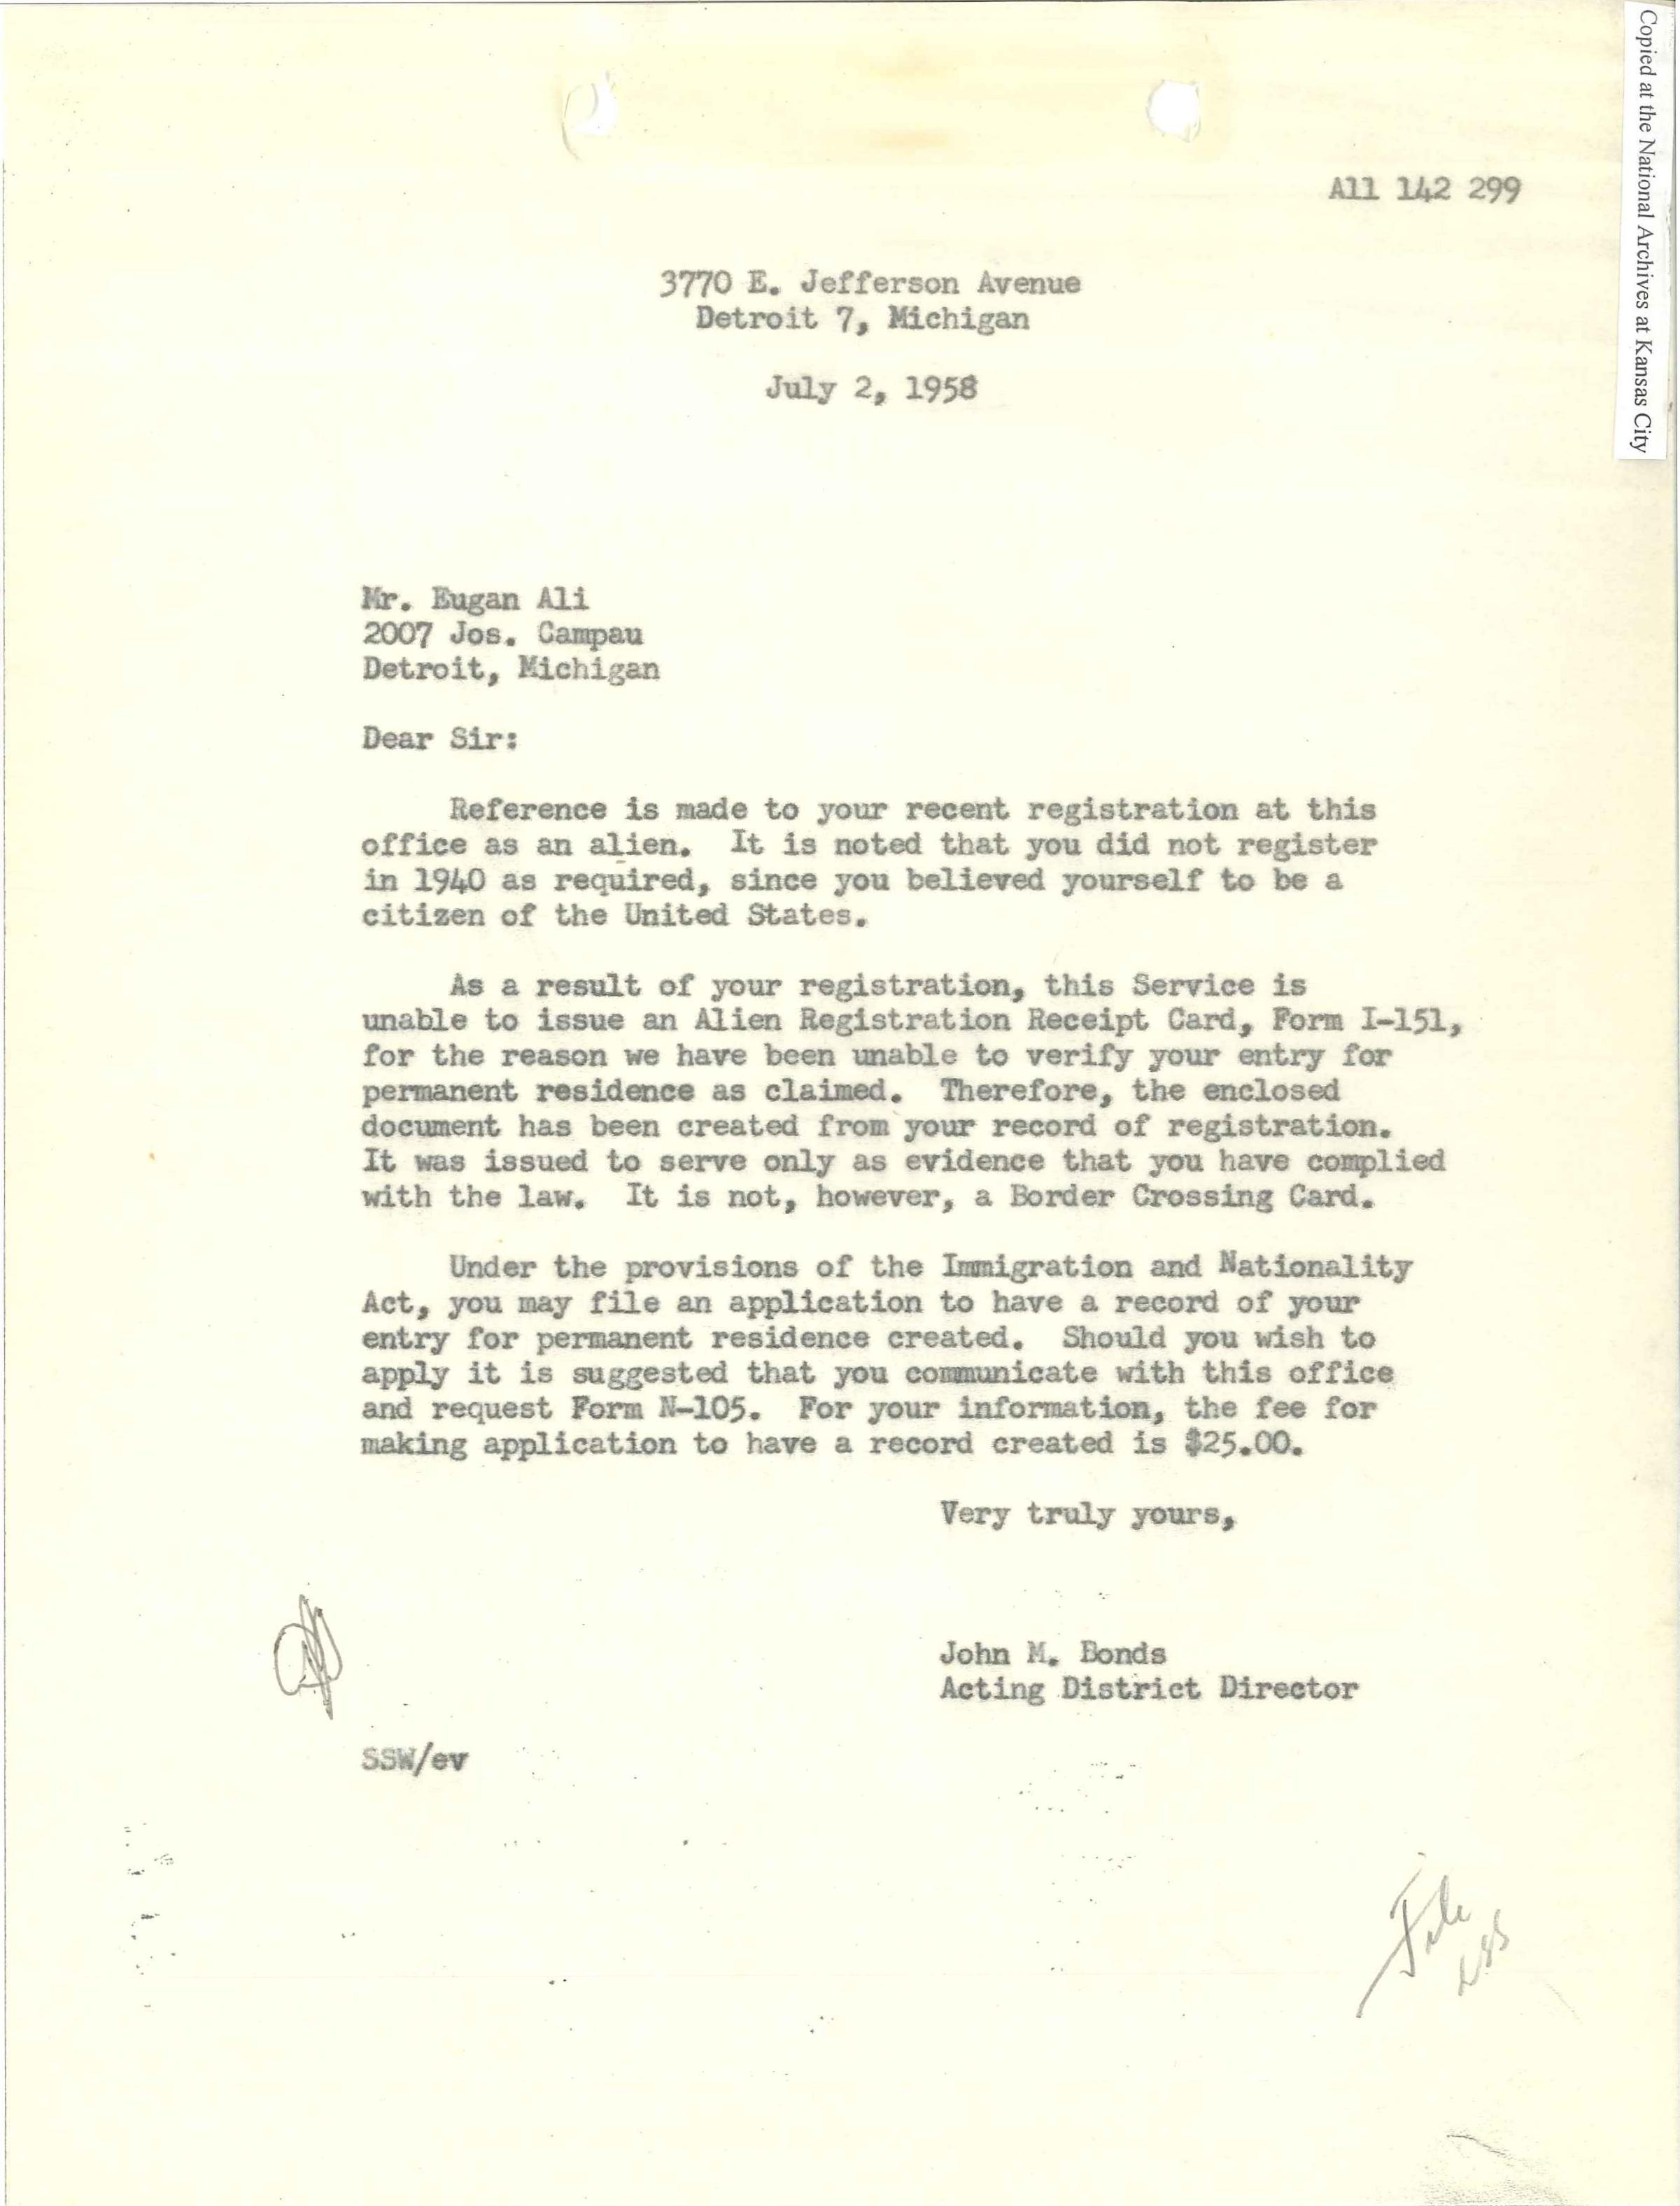 Copied at the National Archives at Kansas City
All 142 299
3770 E. Jefferson Avenue
Detroit 7, Michigan
July 2, 1958
Mr. Eugan Ali
2007 Jos. Campau
Detroit, Michigan
Dear Sir:
Reference is made to your recent registration at this
office as an alien. It is noted that you did not register
in 1940 as required, since you believed yourself to be a
citizen of the United States.
As a result of your registration, this Service is
unable to issue an Alien Registration Receipt Card, Form I-151,
for the reason we have been unable to verify your entry for
permanent residence as claimed. Therefore, the enclosed
document has been created from your record of registration.
It was issued to serve only as evidence that you have complied
with the law. It is not, however, a Border Crossing Card.
Under the provisions of the Immigration and Nationality
Act, you may file an application to have a record of your
entry for permanent residence created. Should you wish to
apply it is suggested that you communicate with this office
and request Form N-105. For your information, the fee for
making application to have a record created is $25.00.
Very truly yours,
John M. Bonds
Acting District Director
SSW/ev
File